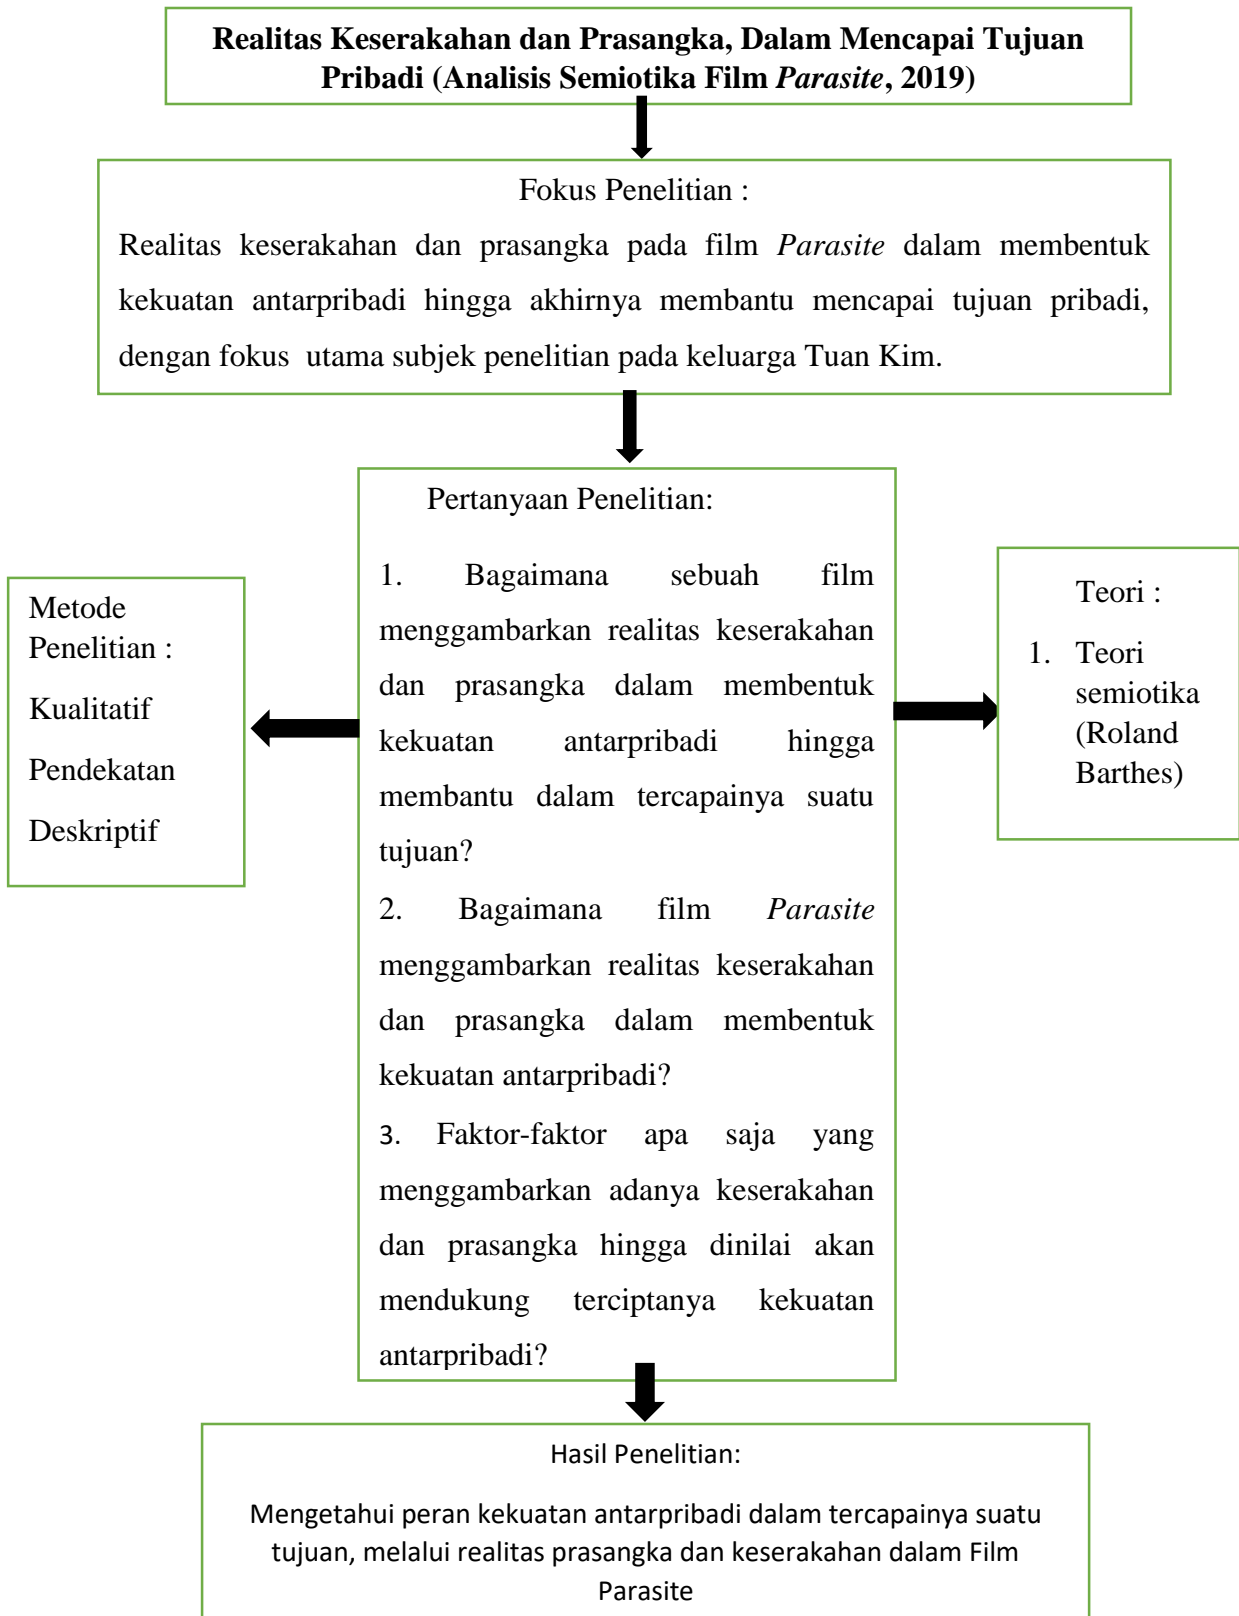 Realitas Keserakahan dan Prasangka, Dalam Mencapai Tujuan
Pribadi (Analisis Semiotika Film Parasite, 2019)
Fokus Penelitian :
Realitas keserakahan dan prasangka pada film Parasite dalam membentuk
kekuatan antarpribadi hingga akhirnya membantu mencapai tujuan pribadi,
dengan fokus utama subjek penelitian pada keluarga Tuan Kim.
Pertanyaan Penelitian:
1. Bagaimana sebuah film
menggambarkan realitas keserakahan
dan prasangka dalam membentuk
kekuatan antarpribadi hingga
membantu dalam tercapainya suatu
tujuan?
2. Bagaimana film Parasite
menggambarkan realitas keserakahan
dan prasangka dalam membentuk
kekuatan antarpribadi?
3. Faktor-faktor apa saja yang
menggambarkan adanya keserakahan
dan prasangka hingga dinilai akan
mendukung terciptanya kekuatan
antarpribadi?
Metode
Penelitian :
Kualitatif
Pendekatan
Deskriptif
Teori :
1. Teori
semiotika
(Roland
Barthes)
Hasil Penelitian:
Mengetahui peran kekuatan antarpribadi dalam tercapainya suatu
tujuan, melalui realitas prasangka dan keserakahan dalam Film
Parasite